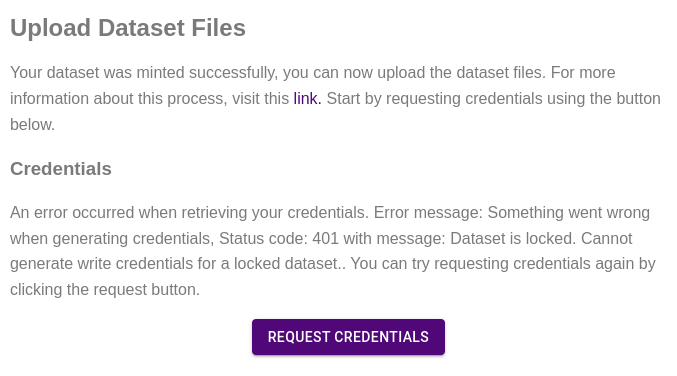 Upload Dataset Files
Your dataset was minted successfully, you can now upload the dataset files. For more
information about this process, visit this link. Start by requesting credentials using the button
below.
Credentials
An error occurred when retrieving your credentials. Error message: Something went wrong
when generating credentials, Status code: 401 with message: Dataset is locked. Cannot
generate write credentials for a locked dataset.. You can try requesting credentials again by
clicking the request button.
REQUEST CREDENTIALS